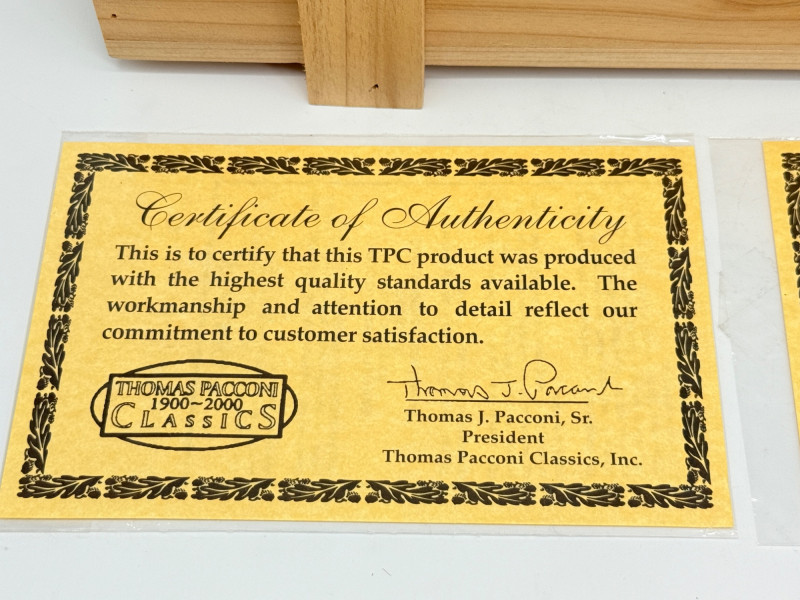 Certificate of Authenticity
This is to certify that this TPC product was produced
with the highest quality standards available. The
workmanship and attention to detail reflect our
commitment to customer satisfaction.
THOMAS PACCONI
1900~2000
CLASSICS
Thomas J. Pacconi
Thomas J. Pacconi, Sr.
President
Thomas Pacconi Classics, Inc.